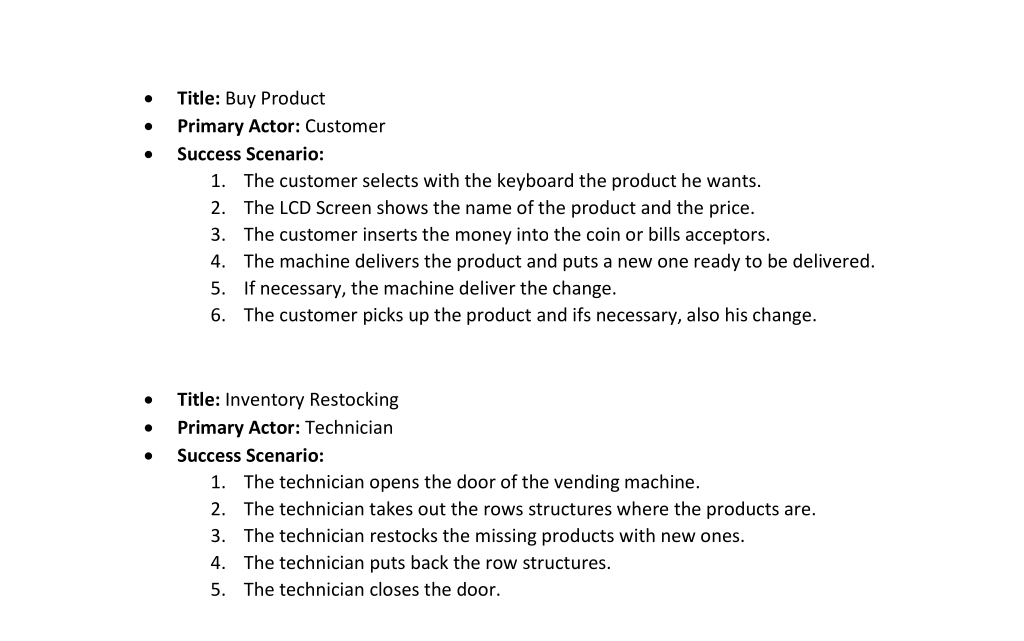 • Title: Buy Product
• Primary Actor: Customer
• Success Scenario:
1. The customer selects with the keyboard the product he wants.
2. The LCD Screen shows the name of the product and the price.
3. The customer inserts the money into the coin or bills acceptors.
4. The machine delivers the product and puts a new one ready to be delivered.
5. If necessary, the machine deliver the change.
6. The customer picks up the product and ifs necessary, also his change.
• Title: Inventory Restocking
• Primary Actor: Technician
• Success Scenario:
1. The technician opens the door of the vending machine.
2. The technician takes out the rows structures where the products are.
3. The technician restocks the missing products with new ones.
4. The technician puts back the row structures.
5. The technician closes the door.